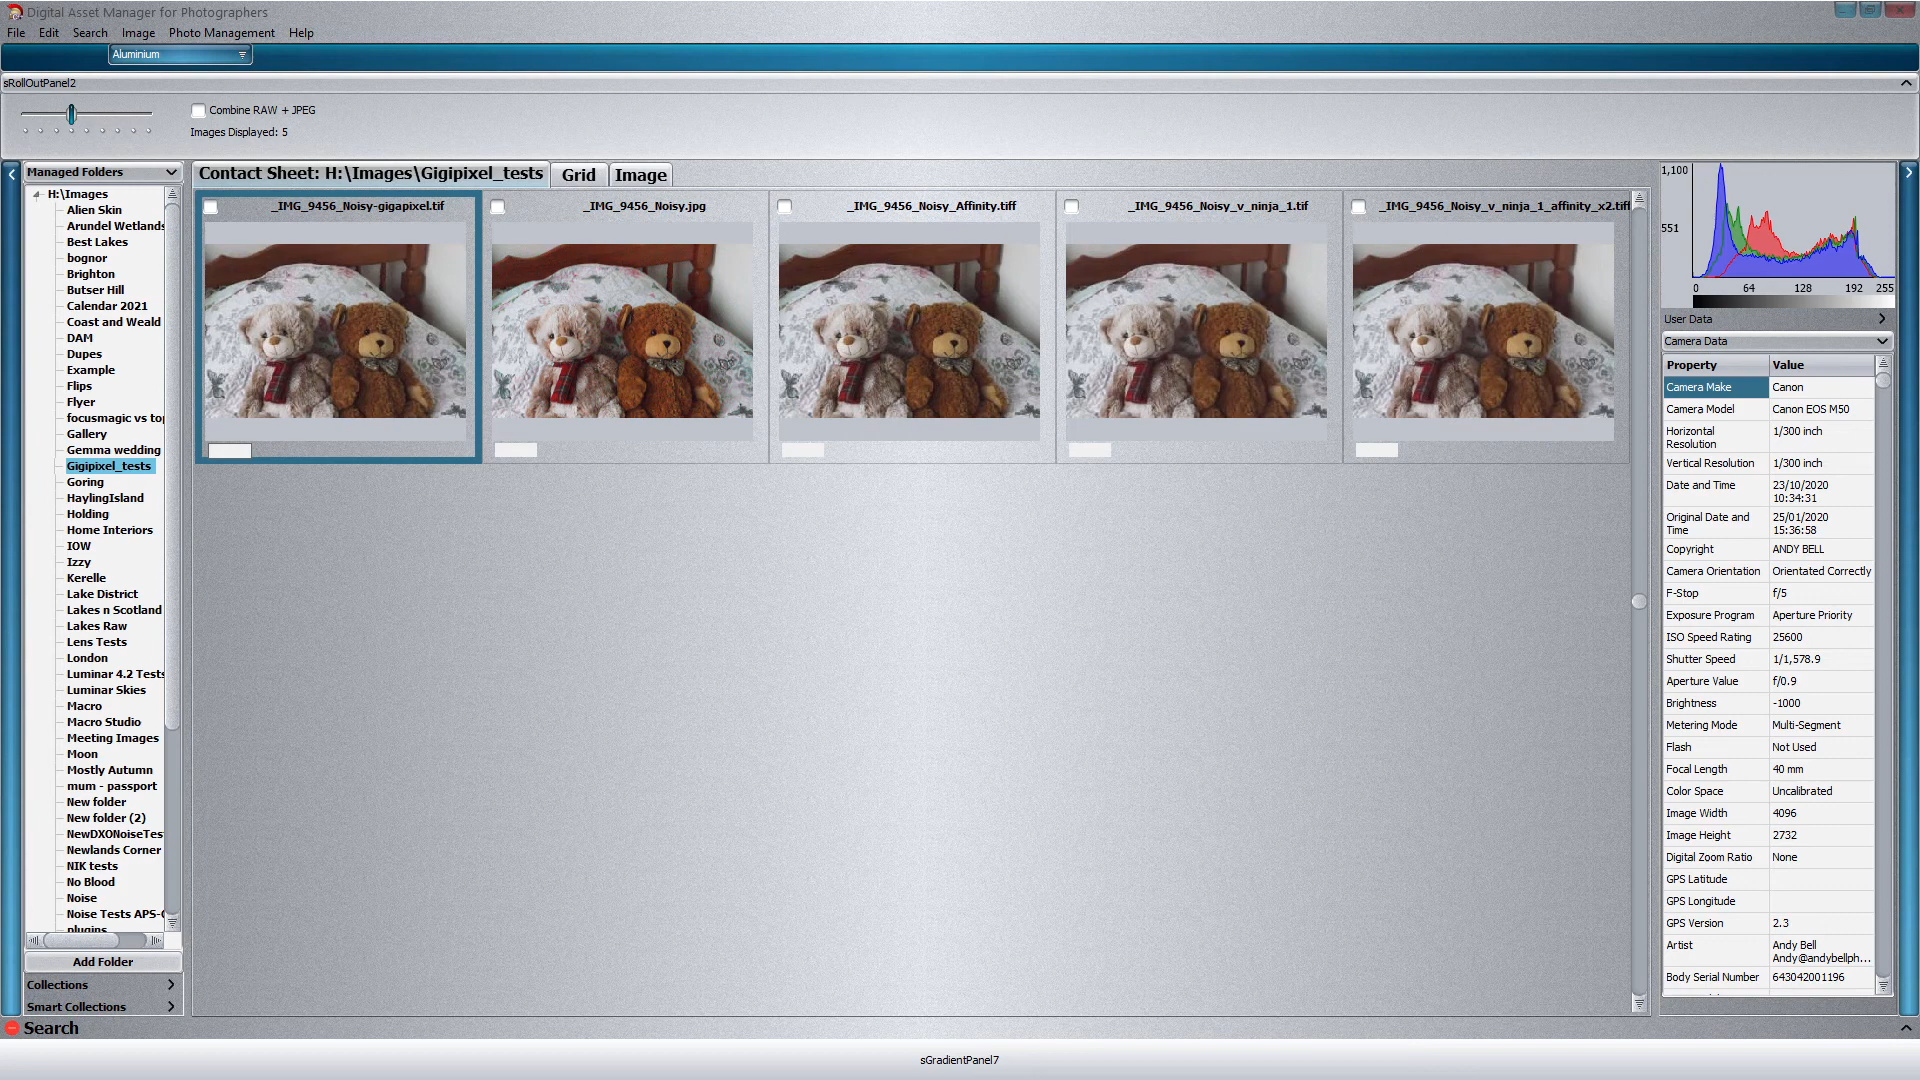 Digital Asset Manager for Photographers
File Edit Search Image Photo Management Help
Aluminium
sRollOutPanel2
Combine RAW + JPEG
Images Displayed: 5
Managed Folders
H:\Images
Alien Skin
Arundel Wetlands
Best Lakes
bognor
Brighton
Butser Hill
Calendar 2021
Coast and Weald
DAM
Dupes
Example
Flips
Flyer
focusmagic vs top
Gallery
Gemma wedding
Gigipixel_tests
Goring
HaylingIsland
Holding
Home Interiors
IOW
Izzy
Kerelle
Lake District
Lakes n Scotland
Lakes Raw
Lens Tests
London
Luminar 4.2 Tests
Luminar Skies
Macro
Macro Studio
Meeting Images
Moon
Mostly Autumn
mum - passport
New folder
New folder (2)
NewDXONoiseTes
Newlands Corner
NIK tests
No Blood
Noise
Noise Tests APS-C
plugins
Add Folder
Collections
Smart Collections
Search
Contact Sheet: H:\Images\Gigipixel_tests Grid Image
_IMG_9456_Noisy-gigapixel.tif
_IMG_9456_Noisy.jpg
_IMG_9456_Noisy_Affinity.tiff
_IMG_9456_Noisy_v_ninja_1.tif
_IMG_9456_Noisy_v_ninja_1_affinity_x2.tiff
1,100
551
0 64 128 192 255
User Data
Camera Data
Property Value
Camera Make Canon
Camera Model Canon EOS M50
Horizontal Resolution 1/300 inch
Vertical Resolution 1/300 inch
Date and Time 23/10/2020 10:34:31
Original Date and Time 25/01/2020 15:36:58
Copyright ANDY BELL
Camera Orientation Orientated Correctly
F-Stop f/5
Exposure Program Aperture Priority
ISO Speed Rating 25600
Shutter Speed 1/1,578.9
Aperture Value f/0.9
Brightness -1000
Metering Mode Multi-Segment
Flash Not Used
Focal Length 40 mm
Color Space Uncalibrated
Image Width 4096
Image Height 2732
Digital Zoom Ratio None
GPS Latitude
GPS Longitude
GPS Version 2.3
Artist Andy Bell Andy@andybellph...
Body Serial Number 643042001196
sGradientPanel7